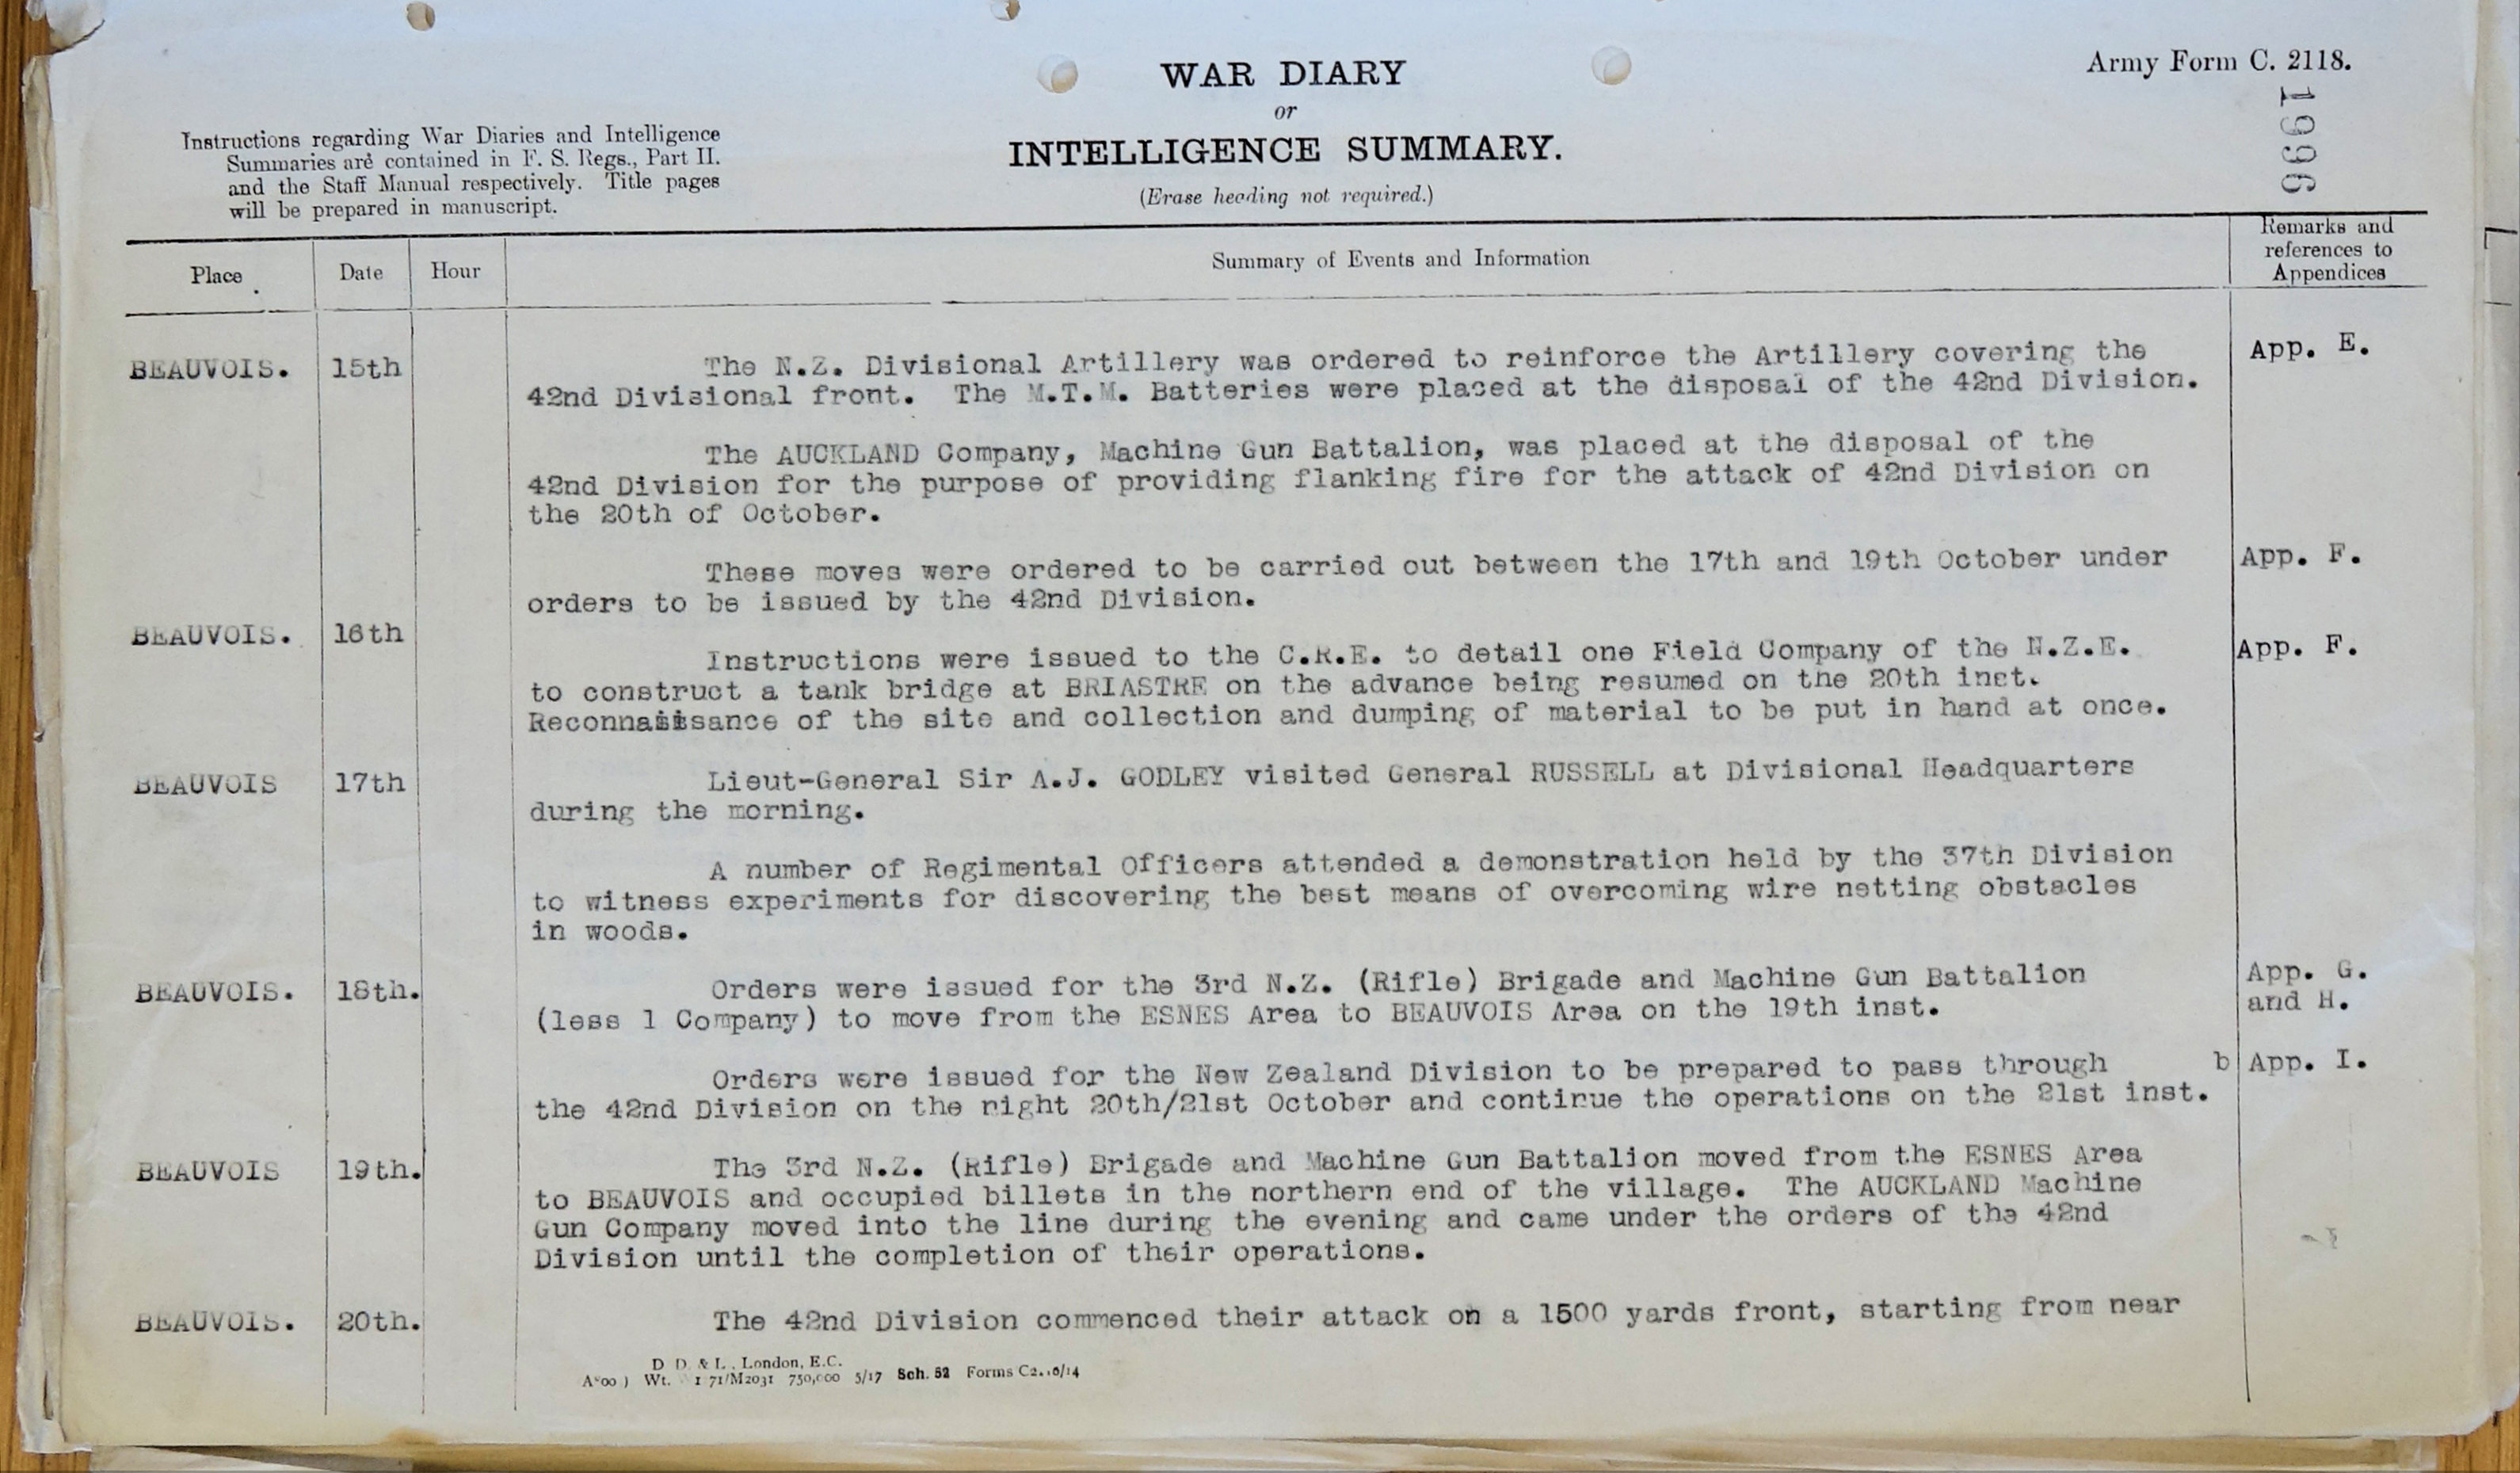 Army Form C. 2118.
1996
WAR DIARY
or
INTELLIGENCE SUMMARY.
(Erase heading not required.)
Instructions regarding War Diaries and Intelligence
Summaries are contained in F. S. Regs., Part II.
and the Staff Manual respectively. Title pages
will be prepared in manuscript.
Place Date Hour Summary of Events and Information Remarks and references to Appendices
BEAUVOIS. 15th The N.Z. Divisional Artillery was ordered to reinforce the Artillery covering the App. E.
42nd Divisional front. The M.T.M. Batteries were placed at the disposal of the 42nd Division.
The AUCKLAND Company, Machine Gun Battalion, was placed at the disposal of the
42nd Division for the purpose of providing flanking fire for the attack of 42nd Division on
the 20th of October.
These moves were ordered to be carried out between the 17th and 19th October under App. F.
orders to be issued by the 42nd Division.
BEAUVOIS. 16th
Instructions were issued to the C.R.E. to detail one Field Company of the N.Z.E. App. F.
to construct a tank bridge at BRIASTRE on the advance being resumed on the 20th inst.
Reconnaissance of the site and collection and dumping of material to be put in hand at once.
BEAUVOIS 17th Lieut-General Sir A.J. GODLEY visited General RUSSELL at Divisional Headquarters
during the morning.
A number of Regimental Officers attended a demonstration held by the 37th Division
to witness experiments for discovering the best means of overcoming wire netting obstacles
in woods.
BEAUVOIS. 18th. Orders were issued for the 3rd N.Z. (Rifle) Brigade and Machine Gun Battalion App. G.
(less 1 Company) to move from the ESNES Area to BEAUVOIS Area on the 19th inst. and H.
Orders were issued for the New Zealand Division to be prepared to pass through b App. I.
the 42nd Division on the night 20th/21st October and continue the operations on the 21st inst.
BEAUVOIS 19th. The 3rd N.Z. (Rifle) Brigade and Machine Gun Battalion moved from the ESNES Area
to BEAUVOIS and occupied billets in the northern end of the village. The AUCKLAND Machine
Gun Company moved into the line during the evening and came under the orders of the 42nd
Division until the completion of their operations.
BEAUVOIS. 20th. The 42nd Division commenced their attack on a 1500 yards front, starting from near
D. D. & L., London, E.C.
Wt. 71/M2031 750,000 5/17 Sch. 52 Forms